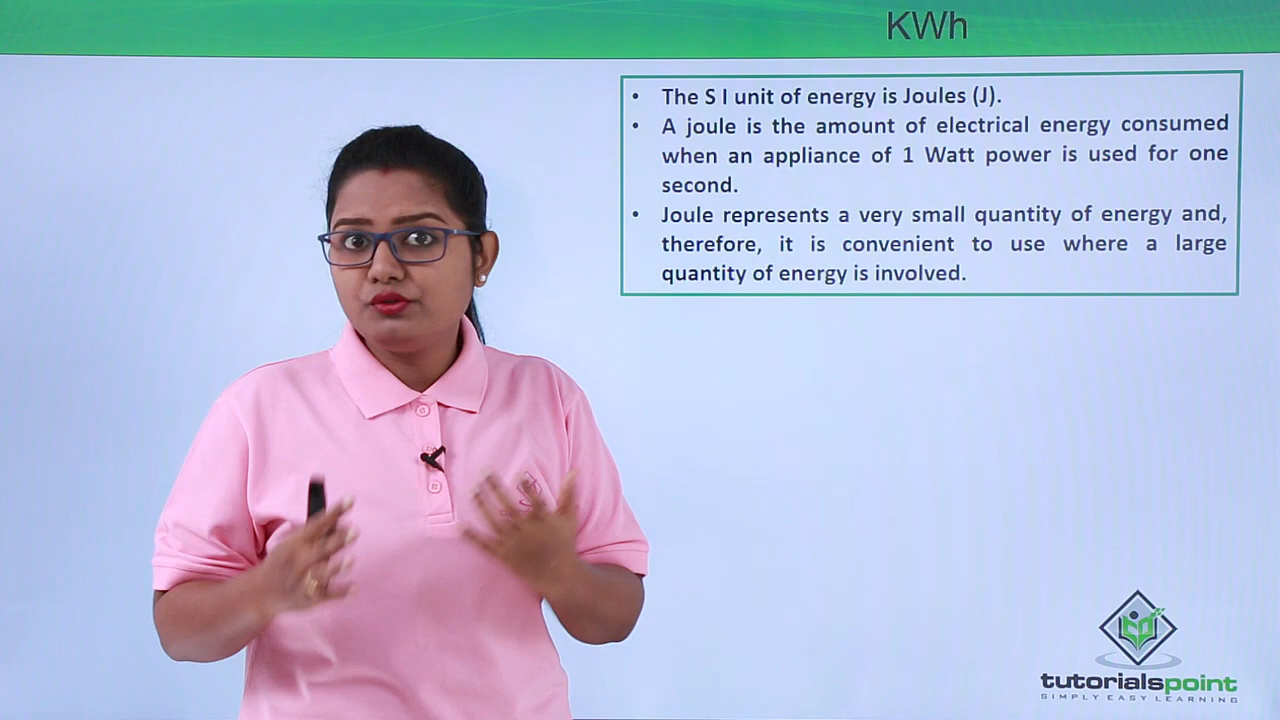 KWh
• The S I unit of energy is Joules (J).
• A joule is the amount of electrical energy consumed
when an appliance of 1 Watt power is used for one
second.
• Joule represents a very small quantity of energy and,
therefore, it is convenient to use where a large
quantity of energy is involved.
tutorialspoint
SIMPLY EASY LEARNING